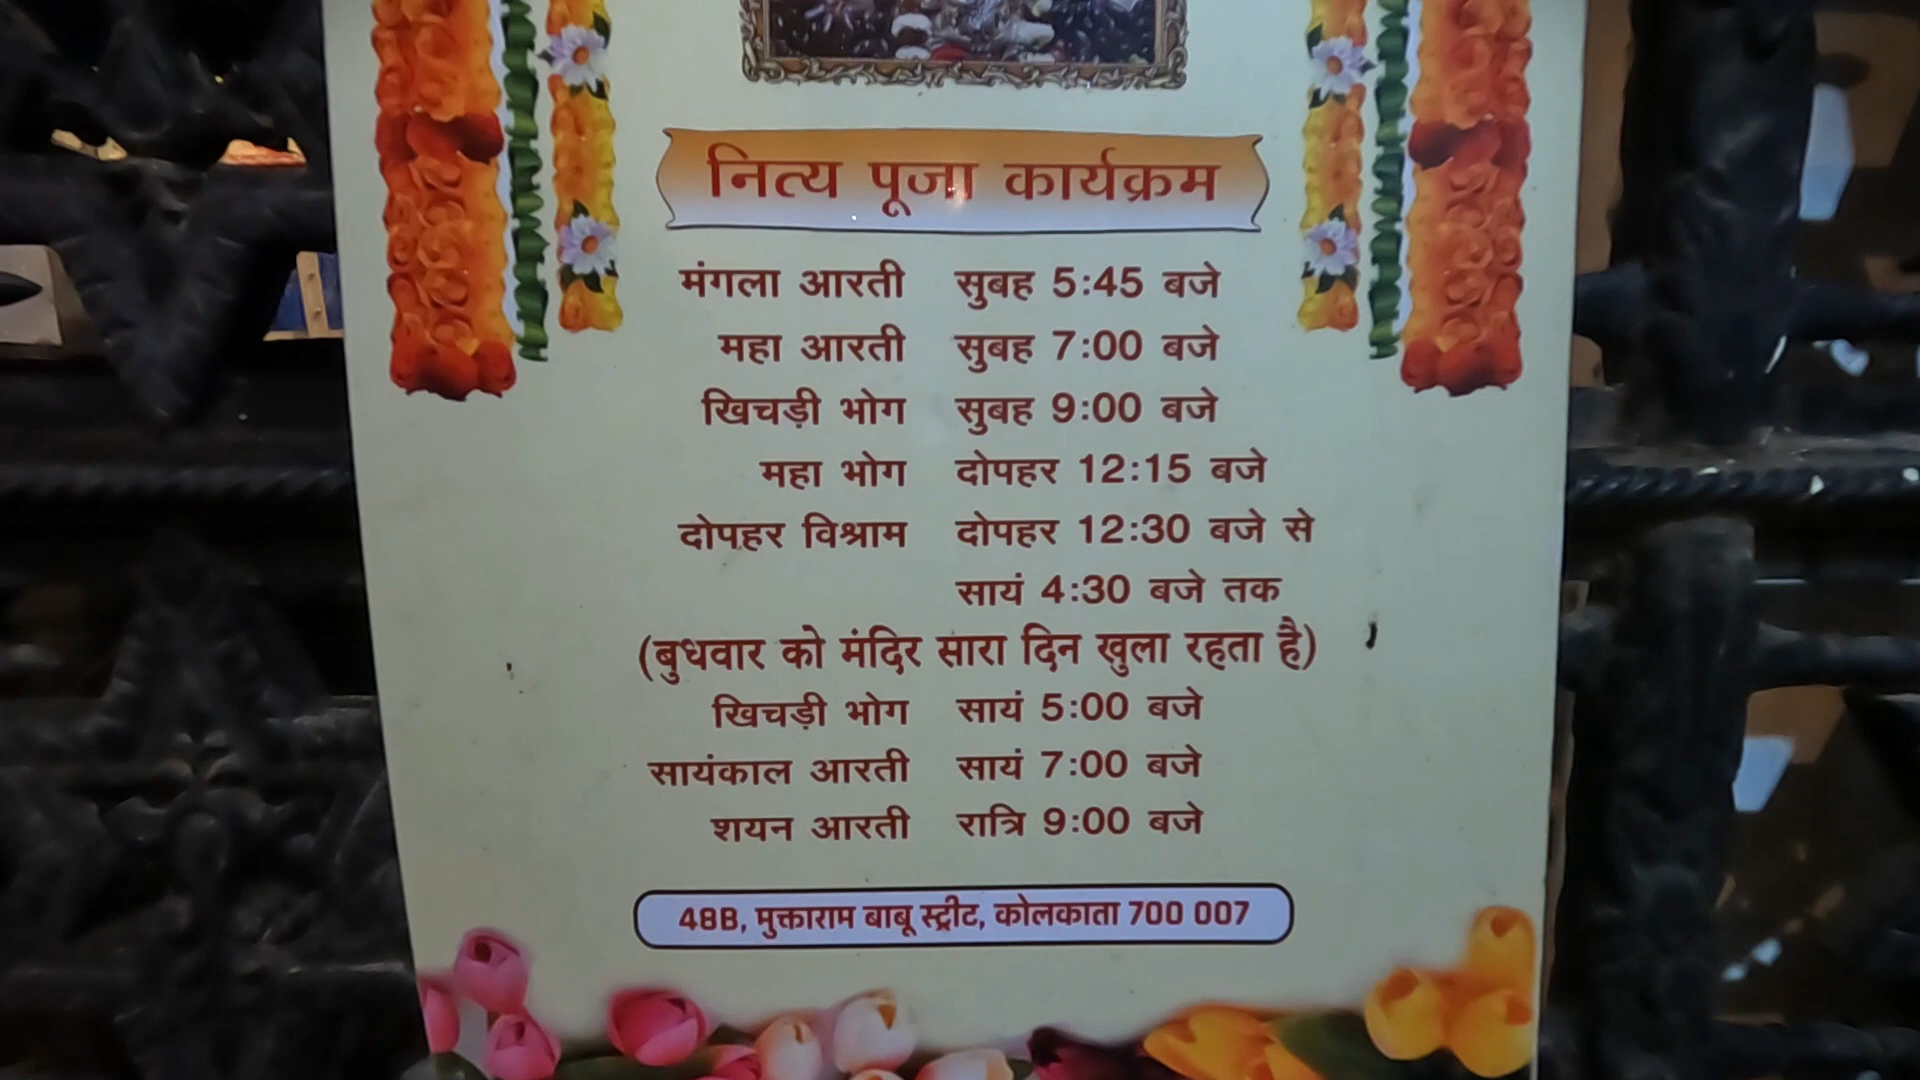 नित्य पूजा कार्यक्रम
मंगला आरती सुबह 5:45 बजे
महा आरती सुबह 7:00 बजे
खिचड़ी भोग सुबह 9:00 बजे
महा भोग दोपहर 12:15 बजे
दोपहर विश्राम दोपहर 12:30 बजे से
सायं 4:30 बजे तक
(बुधवार को मंदिर सारा दिन खुला रहता है)
खिचड़ी भोग सायं 5:00 बजे
सायंकाल आरती सायं 7:00 बजे
शयन आरती रात्रि 9:00 बजे
48B, मुक्ताराम बाबू स्ट्रीट, कोलकाता 700 007